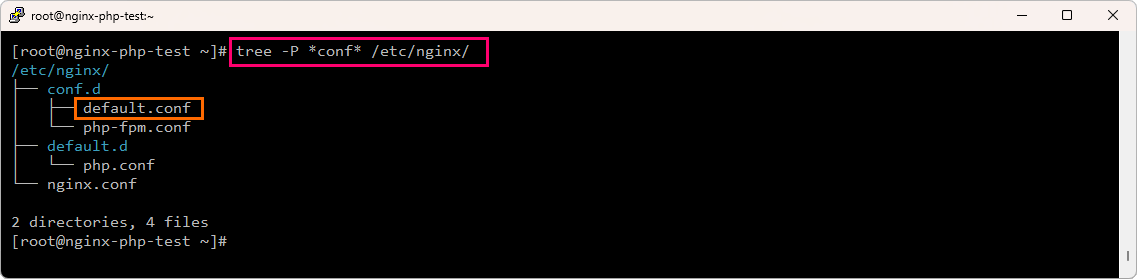 root@nginx-php-test:~
[root@nginx-php-test ~]# tree -P *conf* /etc/nginx/
/etc/nginx/
├── conf.d
│   ├── default.conf
│   └── php-fpm.conf
├── default.d
│   └── php.conf
└── nginx.conf
2 directories, 4 files
[root@nginx-php-test ~]#